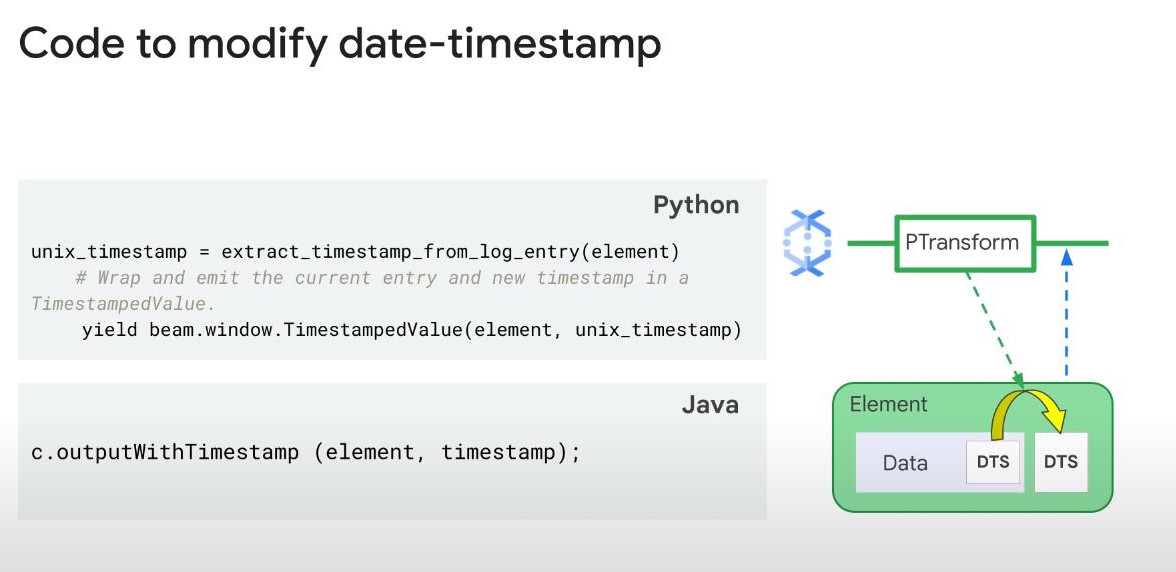 Code to modify date-timestamp
Python
unix_timestamp = extract_timestamp_from_log_entry(element)
# Wrap and emit the current entry and new timestamp in a
TimestampedValue.
yield beam.window.TimestampedValue(element, unix_timestamp)
Java
c.outputWithTimestamp (element, timestamp);
PTransform
Element
Data
DTS
DTS